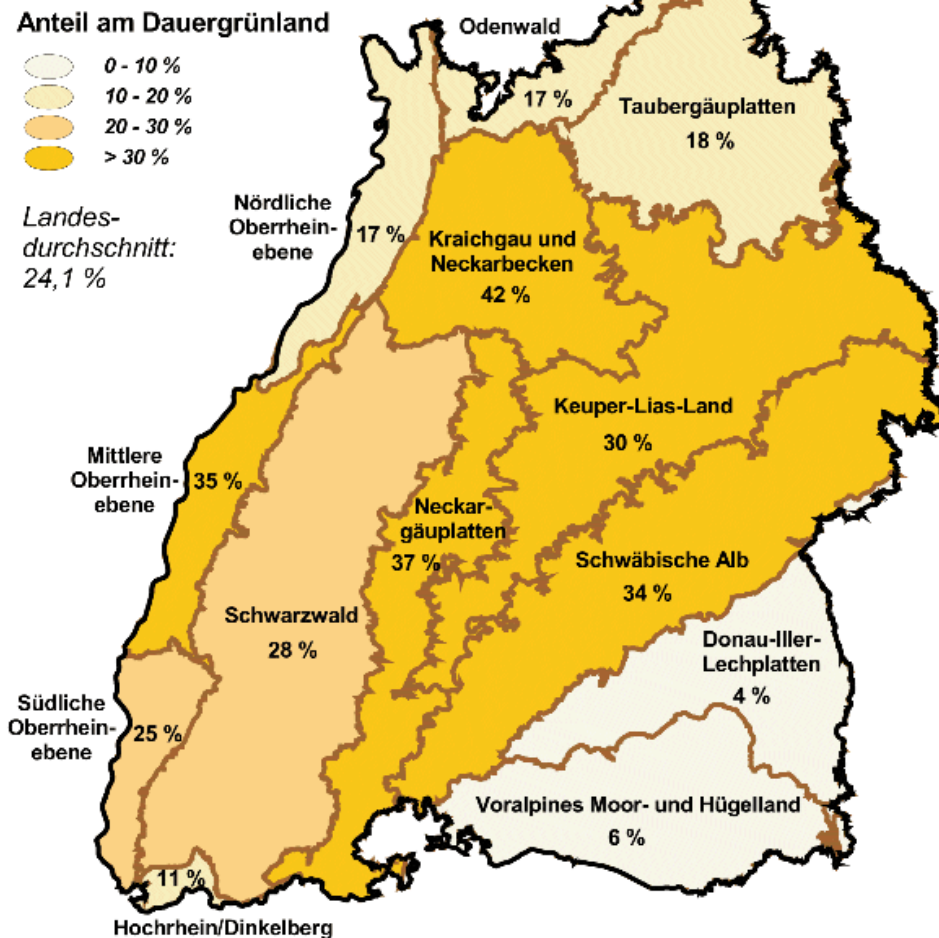 Anteil am Dauergrünland
0 - 10 %
10 - 20 %
20 - 30 %
> 30 %
Landes-
durchschnitt:
24,1 %
Odenwald
17 %
Taubergäuplatten
18 %
Nördliche
Oberrhein-
ebene
17 %
Kraichgau und
Neckarbecken
42 %
Keuper-Lias-Land
30 %
Mittlere
Oberrhein-
ebene
35 %
Neckar-
gäuplatten
37 %
Schwäbische Alb
34 %
Schwarzwald
28 %
Donau-Iller-
Lechplatten
4 %
Südliche
Oberrhein-
ebene
25 %
Voralpines Moor- und Hügelland
6 %
11 %
Hochrhein/Dinkelberg